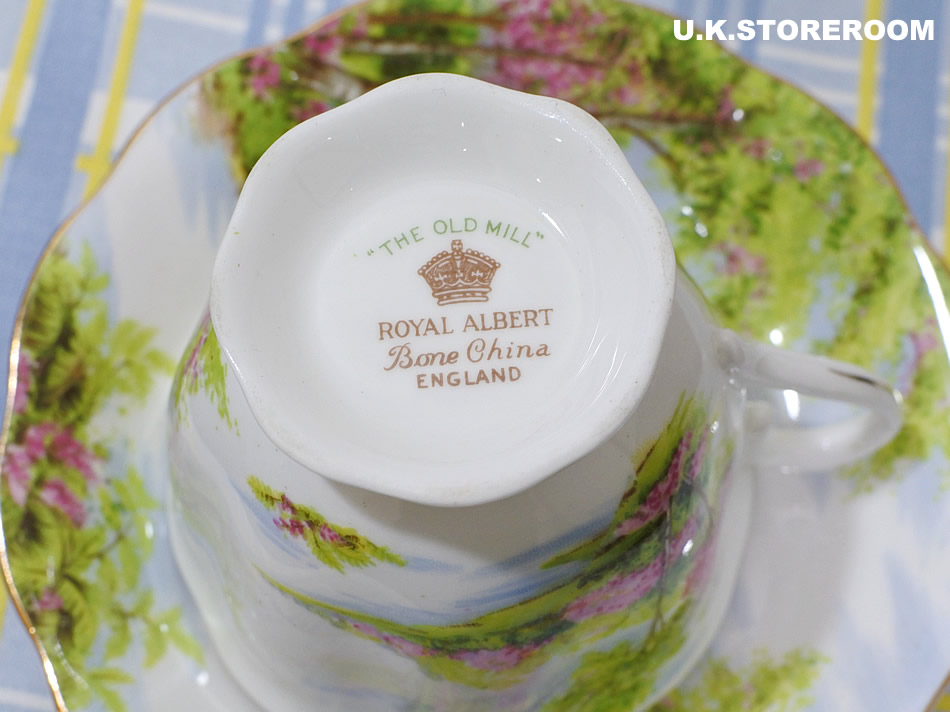 U.K.STOREROOM
"THE OLD MILL"
ROYAL ALBERT
Bone China
ENGLAND